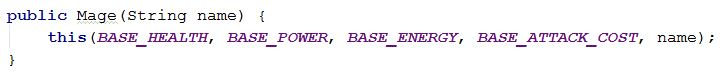 public Mage(String name) {
    this(BASE_HEALTH, BASE_POWER, BASE_ENERGY, BASE_ATTACK_COST, name);
}